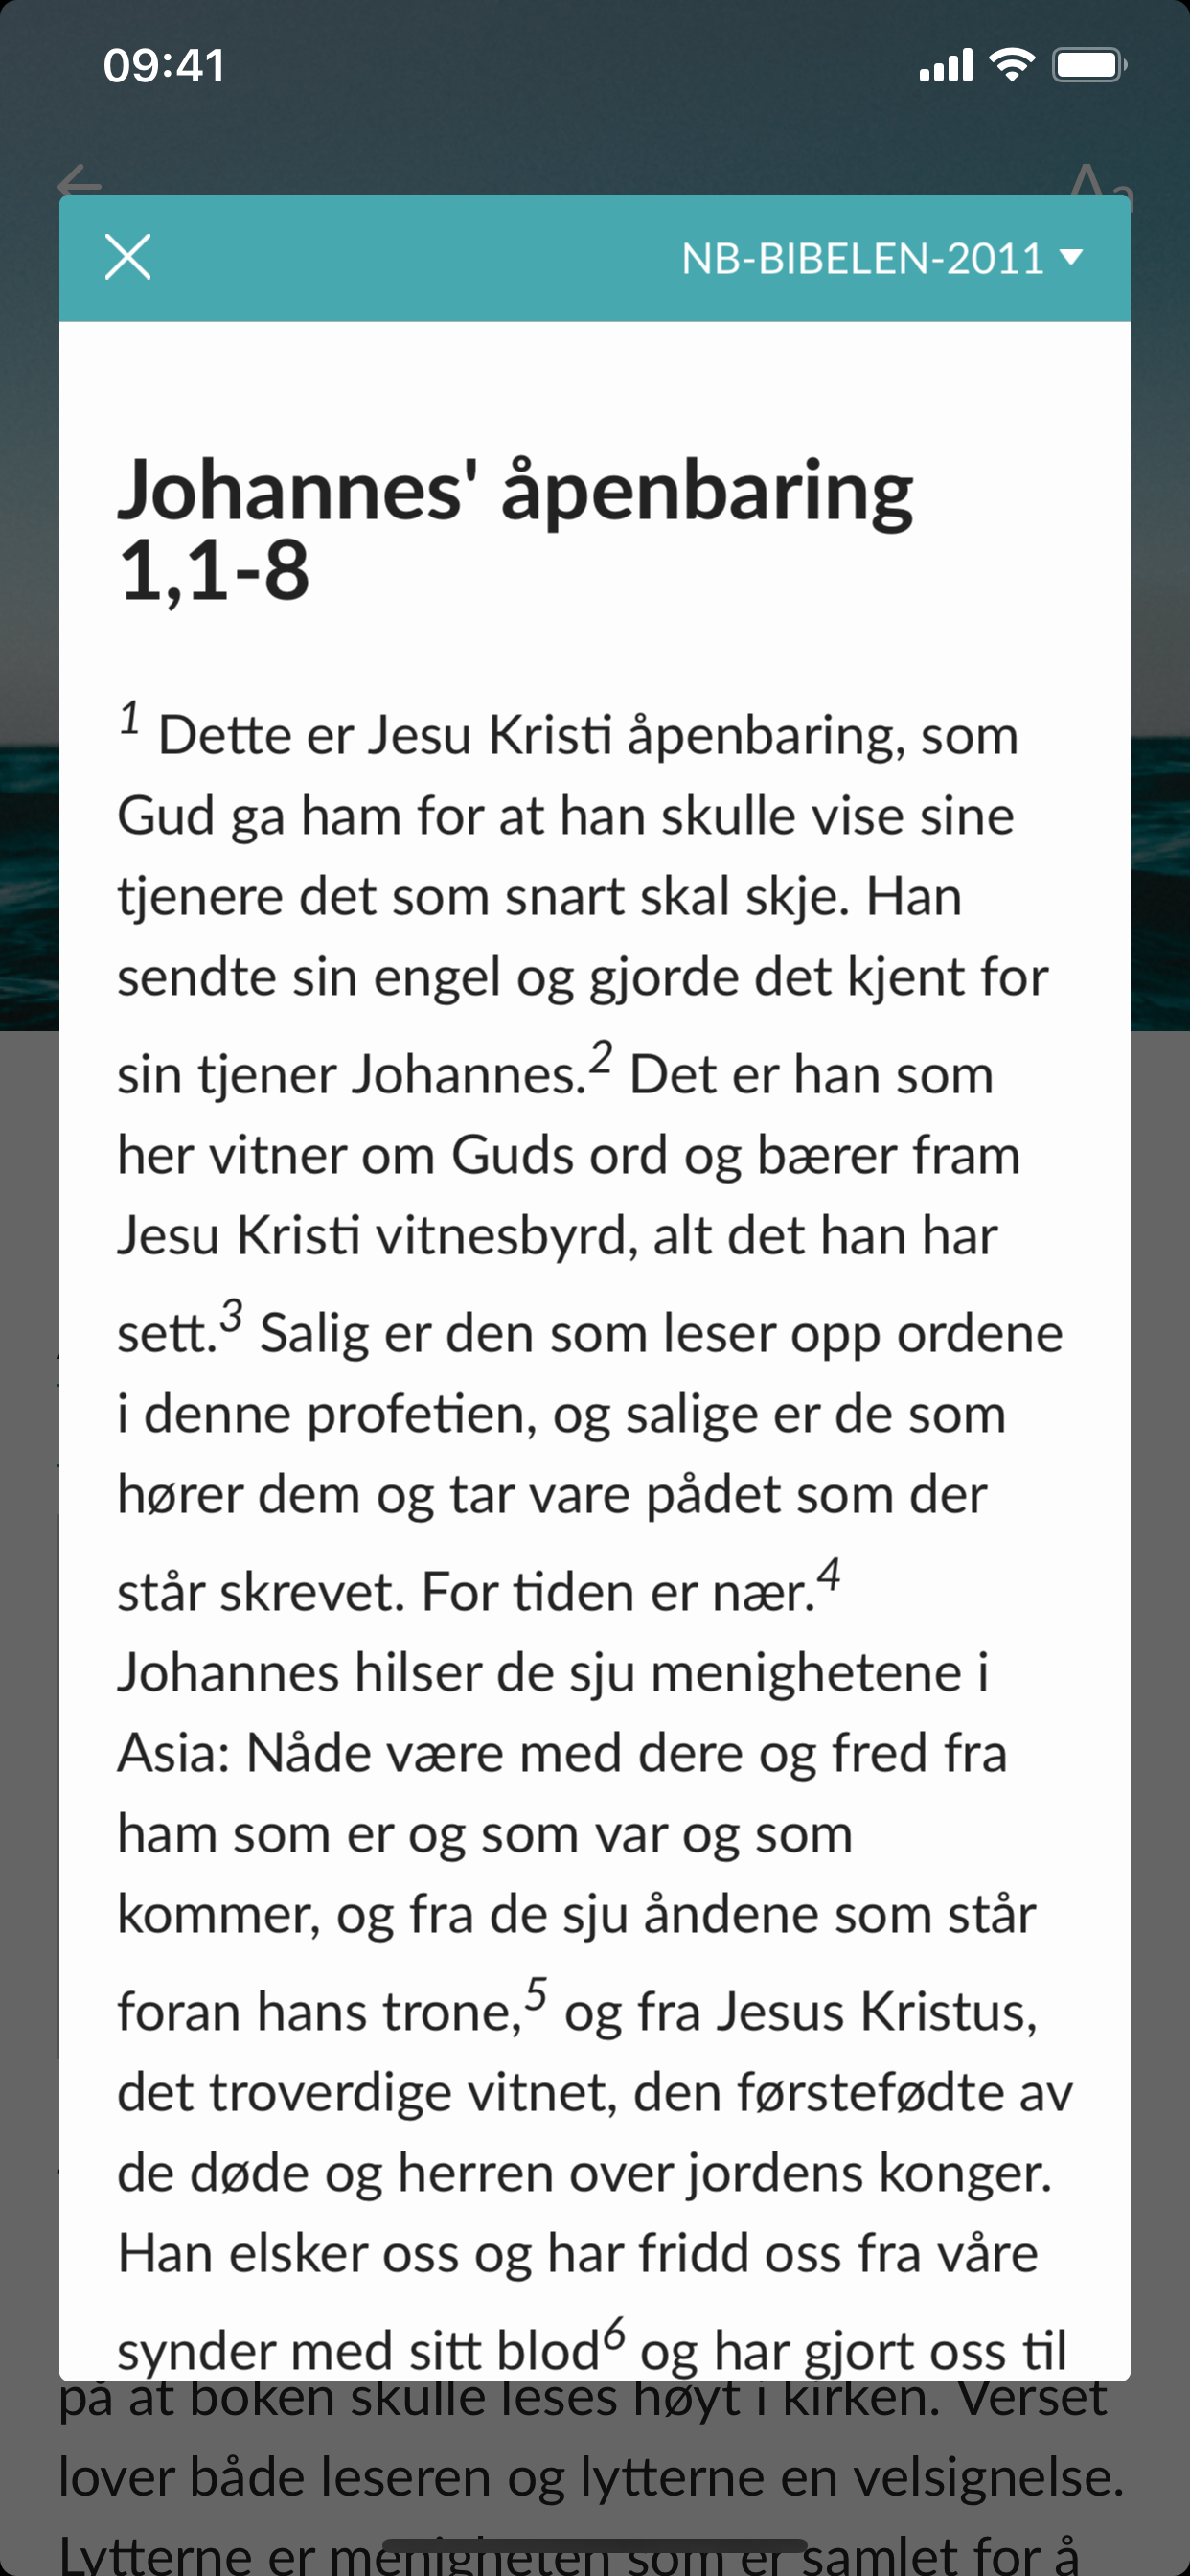 09:41
Aa
NB-BIBELEN-2011
Johannes' åpenbaring
1,1-8
1 Dette er Jesu Kristi åpenbaring, som
Gud ga ham for at han skulle vise sine
tjenere det som snart skal skje. Han
sendte sin engel og gjorde det kjent for
sin tjener Johannes.2 Det er han som
her vitner om Guds ord og bærer fram
Jesu Kristi vitnesbyrd, alt det han har
sett.3 Salig er den som leser opp ordene
i denne profetien, og salige er de som
hører dem og tar vare pådet som der
står skrevet. For tiden er nær.4
Johannes hilser de sju menighetene i
Asia: Nåde være med dere og fred fra
ham som er og som var og som
kommer, og fra de sju åndene som står
foran hans trone,5 og fra Jesus Kristus,
det troverdige vitnet, den førstefødte av
de døde og herren over jordens konger.
Han elsker oss og har fridd oss fra våre
synder med sitt blod6 og har gjort oss til
på at boken skulle leses høyt i kirken. Verset
lover både leseren og lytterne en velsignelse.
Lytterne er menigheten som er samlet for å